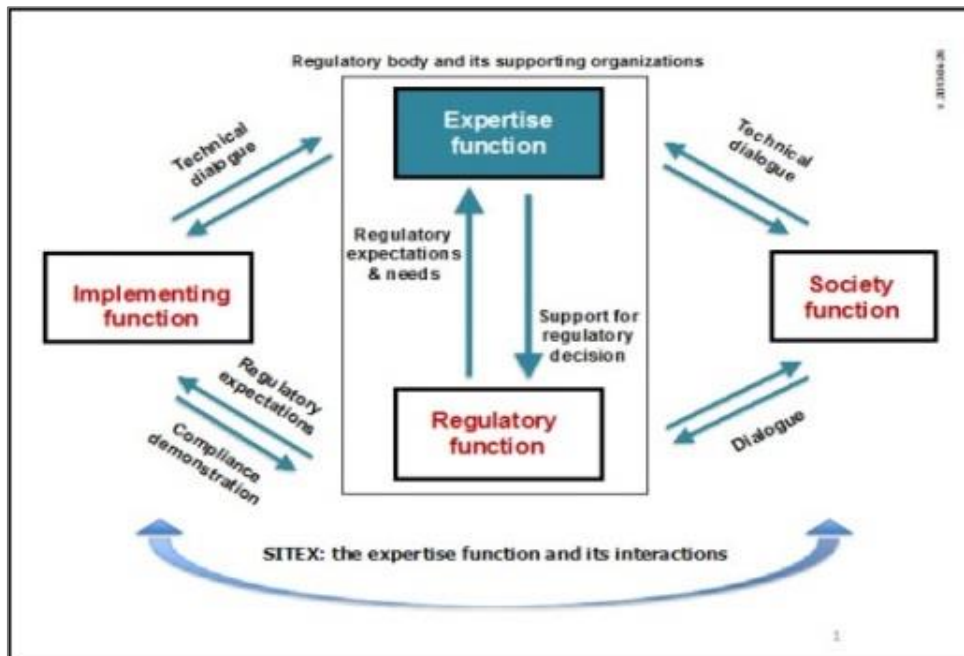 Regulatory body and its supporting organizations
Expertise
function
Technical
dialogue
Technical
dialogue
Regulatory
expectations
& needs
Implementing
function
Society
function
Support for
regulatory
decision
Regulatory
expectations
Compliance
demonstration
Regulatory
function
Dialogue
SITEX: the expertise function and its interactions
1